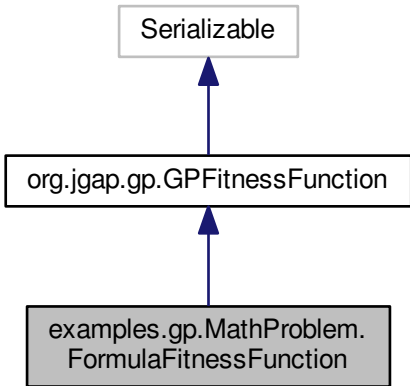 Serializable
org.jgap.gp.GPFitnessFunction
examples.gp.MathProblem.
FormulaFitnessFunction